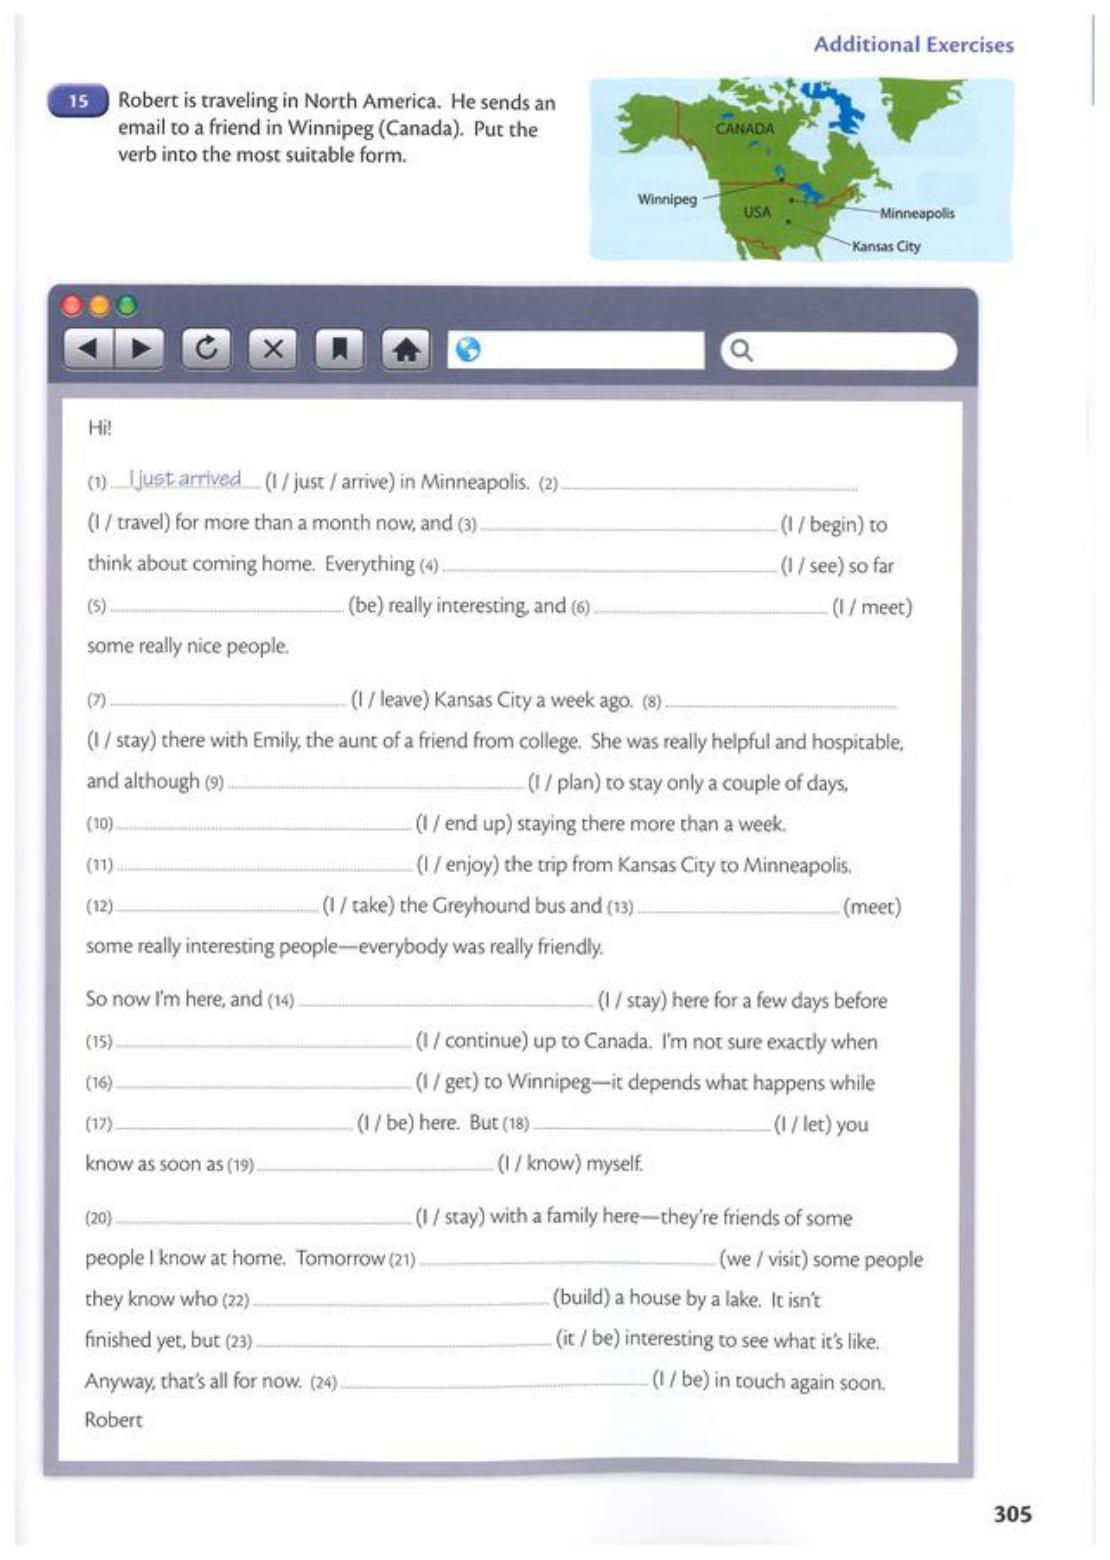 Additional Exercises
15 Robert is traveling in North America. He sends an
email to a friend in Winnipeg (Canada). Put the
verb into the most suitable form.
CANADA
Winnipeg
USA
Minneapolis
Kansas City
Hi!
(1) I just arrived (I / just / arrive) in Minneapolis. (2)
(I / travel) for more than a month now, and (3) (I / begin) to
think about coming home. Everything (4) (I / see) so far
(5) (be) really interesting, and (6) (I / meet)
some really nice people.
(7) (I / leave) Kansas City a week ago. (8)
(I / stay) there with Emily, the aunt of a friend from college. She was really helpful and hospitable,
and although (9) (I / plan) to stay only a couple of days,
(10) (I / end up) staying there more than a week.
(11) (I / enjoy) the trip from Kansas City to Minneapolis.
(12) (I / take) the Greyhound bus and (13) (meet)
some really interesting people—everybody was really friendly.
So now I'm here, and (14) (I / stay) here for a few days before
(15) (I / continue) up to Canada. I'm not sure exactly when
(16) (I / get) to Winnipeg—it depends what happens while
(17) (I / be) here. But (18) (I / let) you
know as soon as (19) (I / know) myself.
(20) (I / stay) with a family here—they're friends of some
people I know at home. Tomorrow (21) (we / visit) some people
they know who (22) (build) a house by a lake. It isn't
finished yet, but (23) (it / be) interesting to see what it's like.
Anyway, that's all for now. (24) (I / be) in touch again soon.
Robert
305